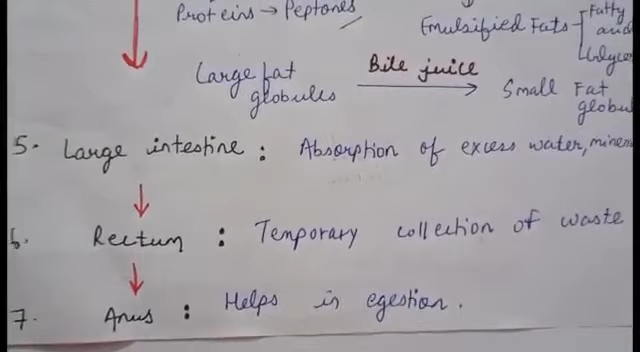 Proteins → Peptones
Emulsified Fats
Fatty
Large fat globules
Bile juice
Small Fat
5. Large intestine : Absorption of excess water,
6. Rectum : Temporary collection of waste
7. Anus : Helps in egestion.